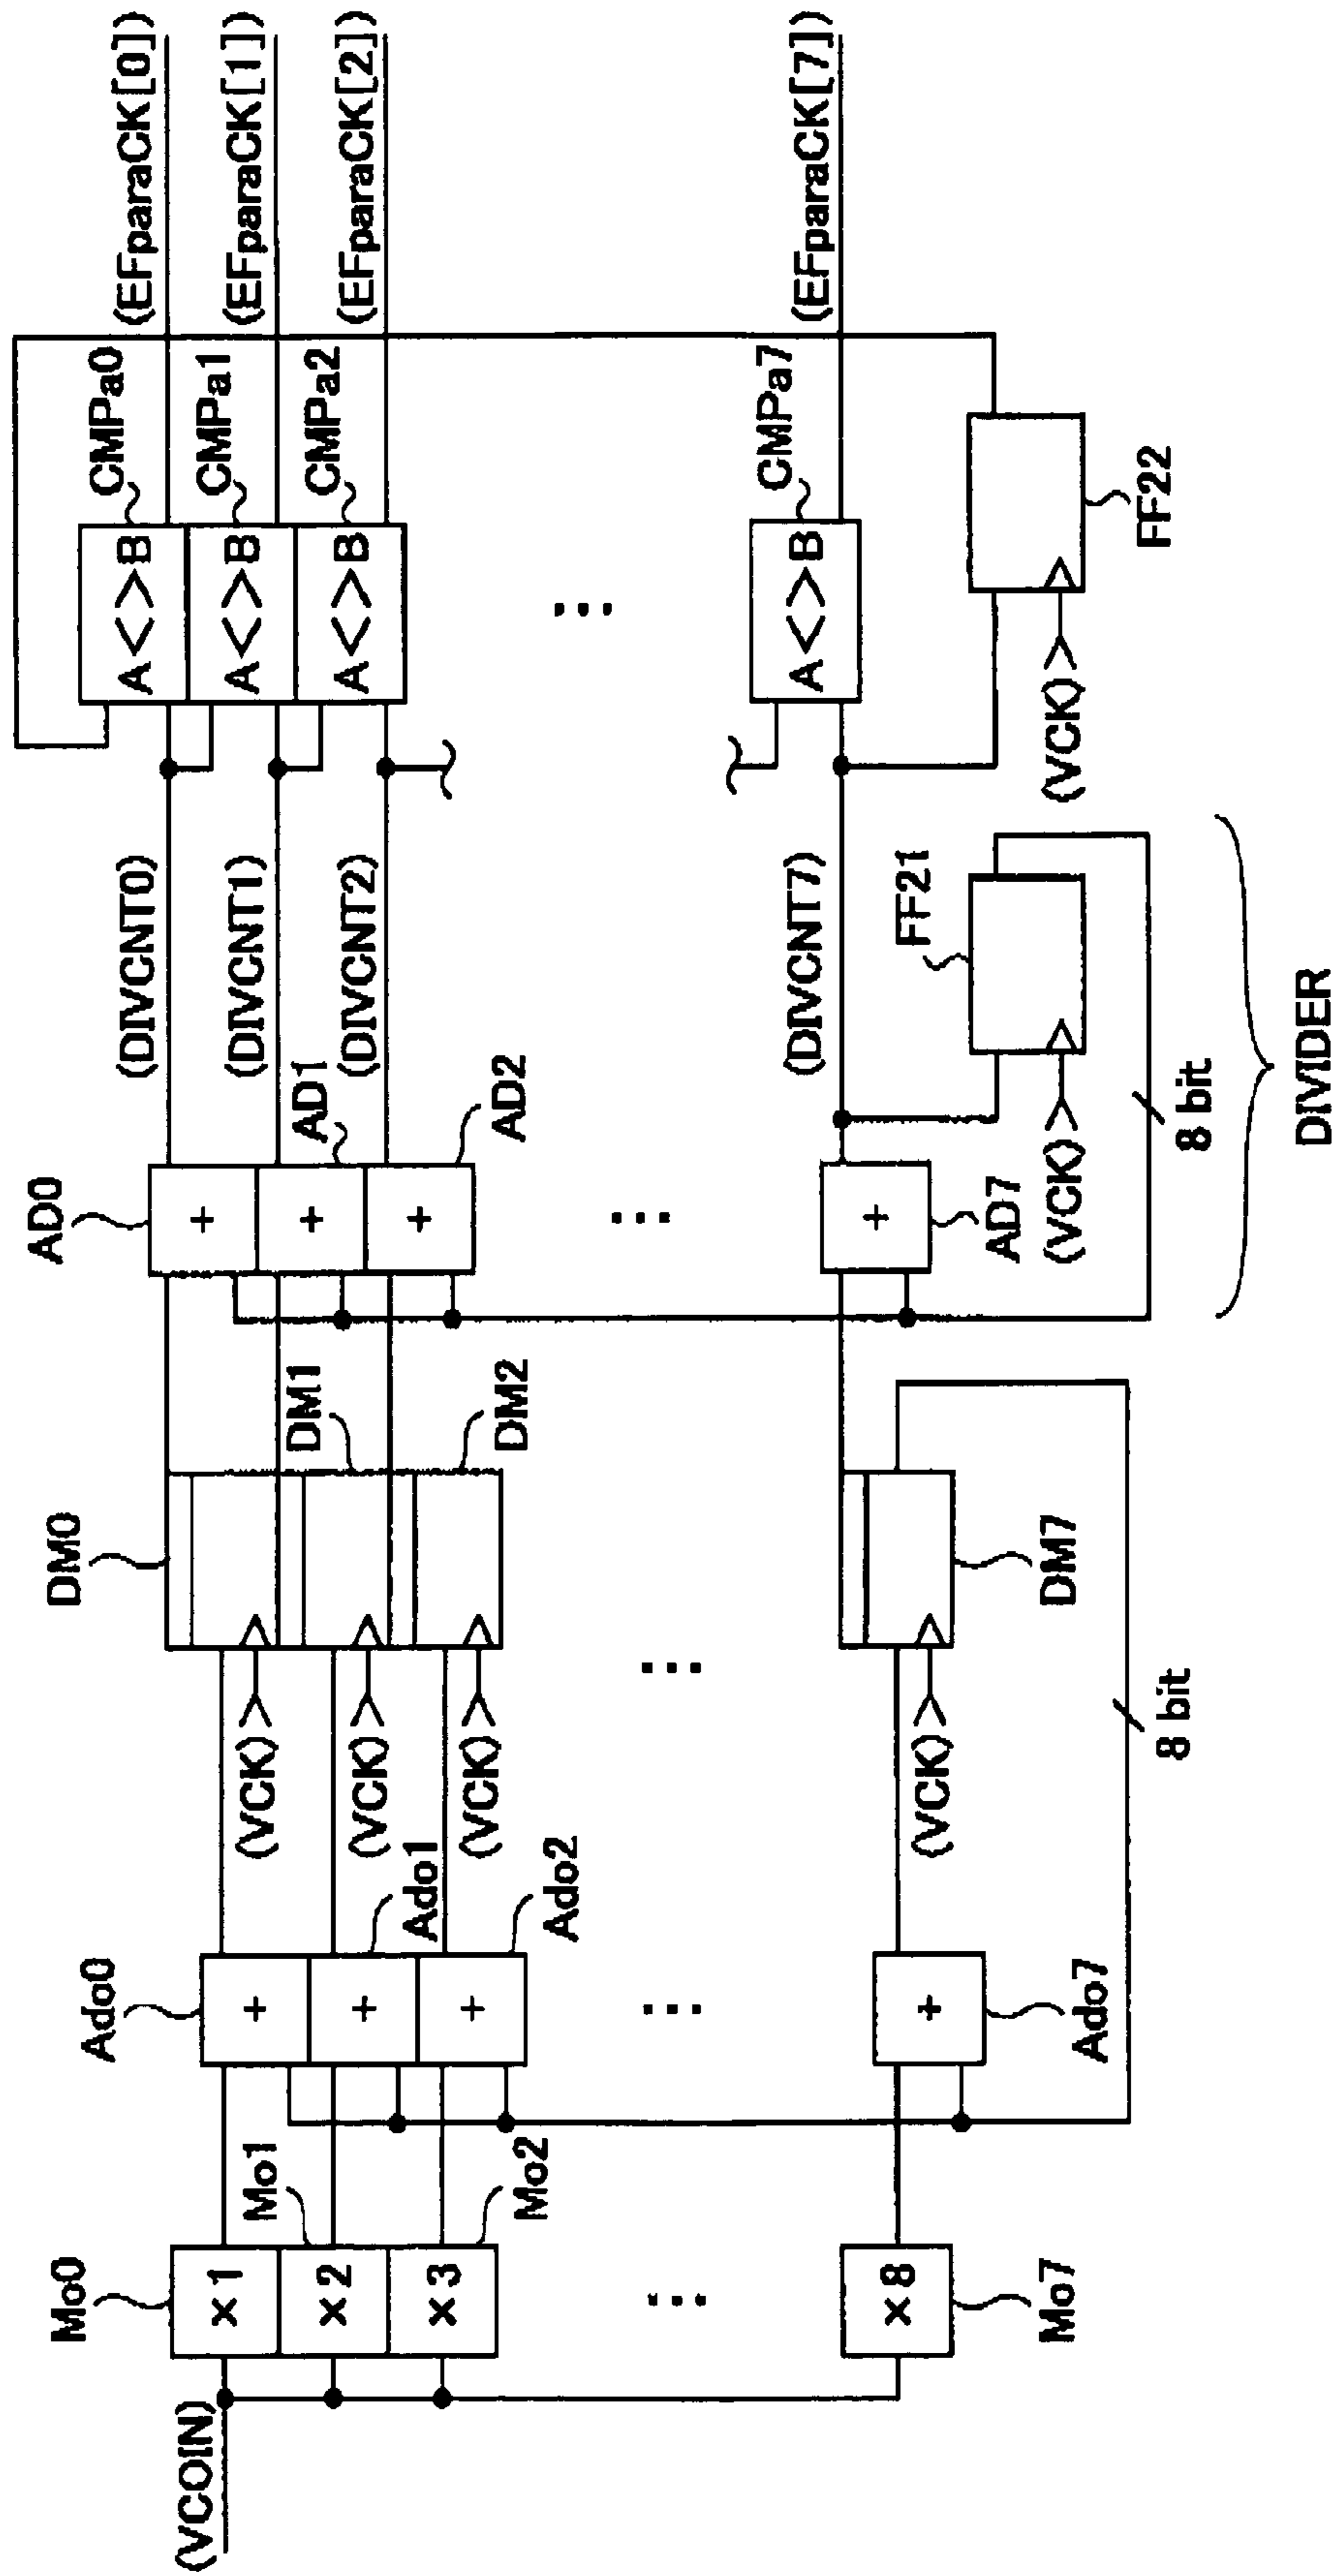 (VCOIN)
Mo0
×1
×2
×3
Mo1
Mo2
...
×8
Mo7
Ado0
+
+
+
Ado1
Ado2
...
+
Ado7
DM0
(VCK)
(VCK)
(VCK)
DM1
DM2
...
(VCK)
DM7
8 bit
AD0
+
+
+
AD1
AD2
...
+
AD7
(DIVCNT0)
(DIVCNT1)
(DIVCNT2)
(DIVCNT7)
(VCK)
FF21
8 bit
DIVIDER
A<>B
A<>B
A<>B
CMPa0
CMPa1
CMPa2
...
A<>B
CMPa7
(VCK)
FF22
(EFparaCK[0])
(EFparaCK[1])
(EFparaCK[2])
(EFparaCK[7])